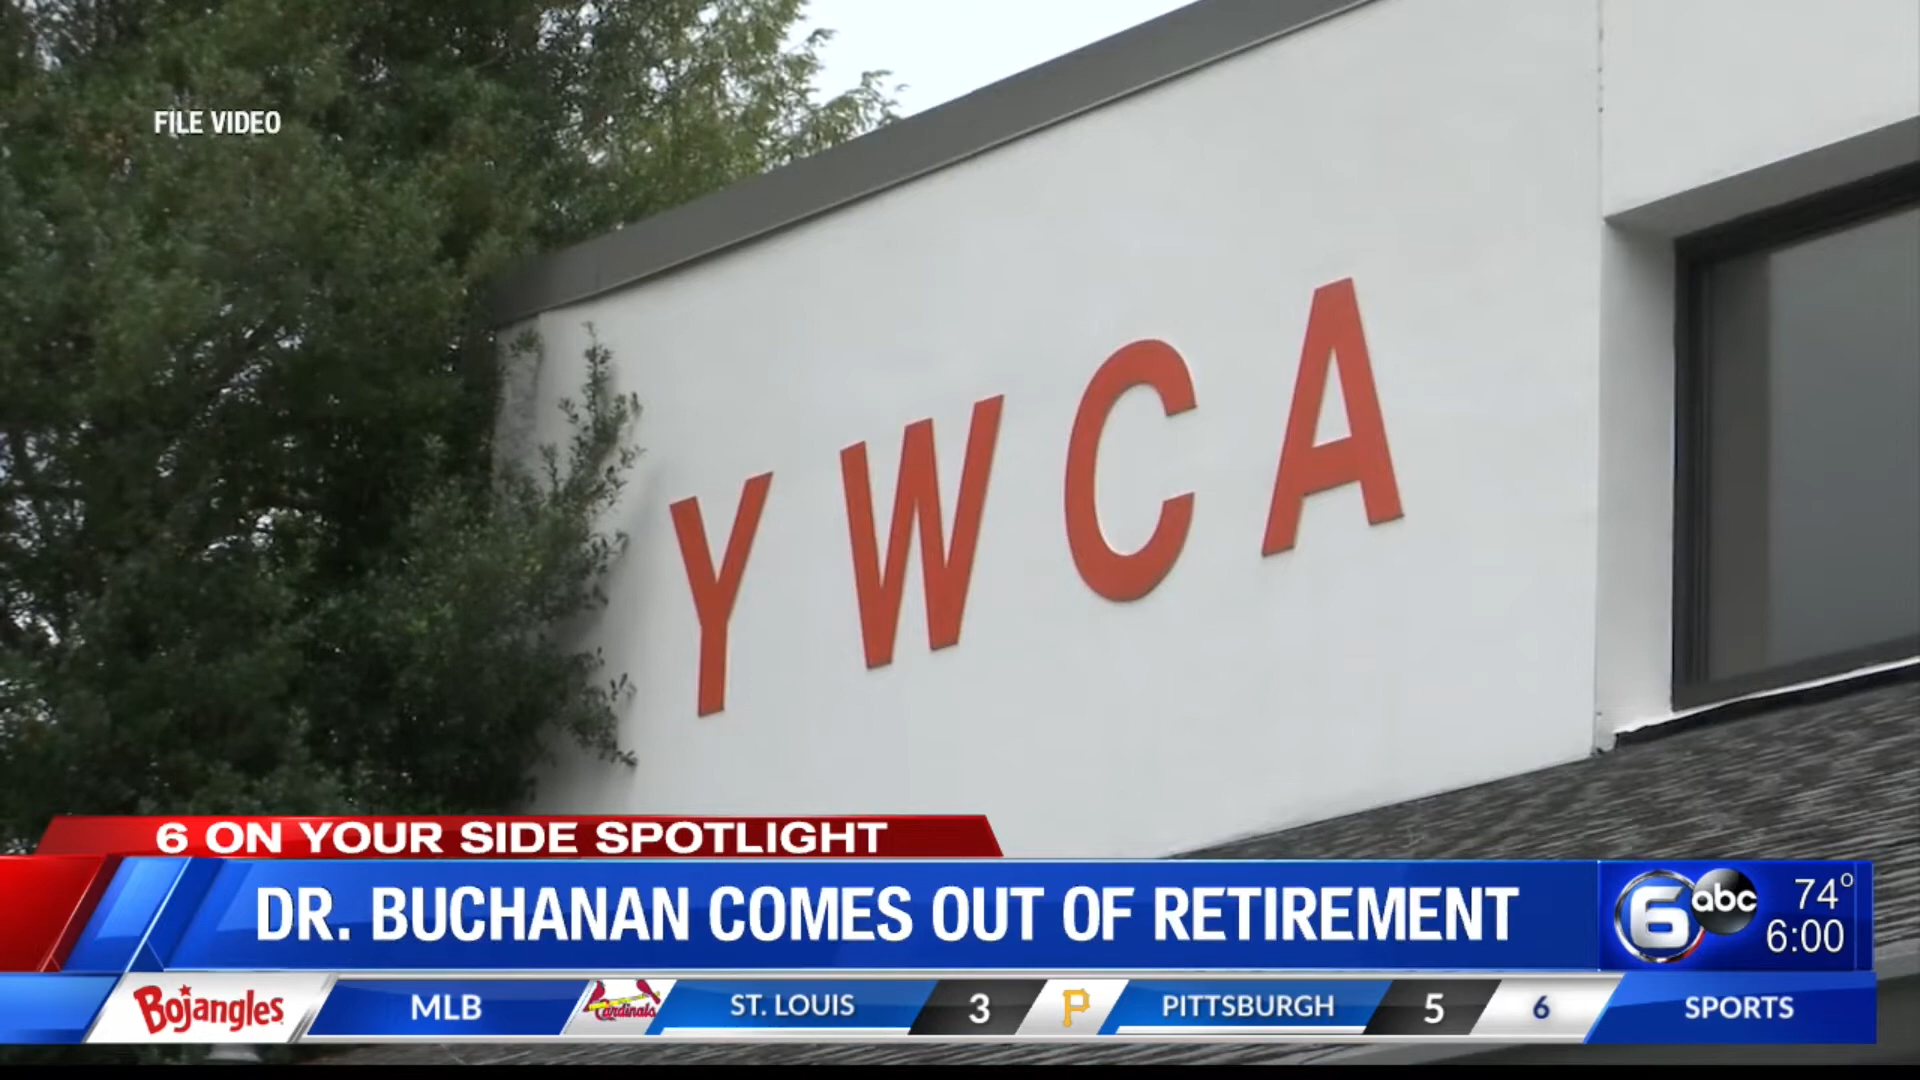 FILE VIDEO
YWCA
6 ON YOUR SIDE SPOTLIGHT
DR. BUCHANAN COMES OUT OF RETIREMENT
6 abc 74°
6:00
Bojangles MLB Cardinals ST. LOUIS 3 P PITTSBURGH 5 6 SPORTS